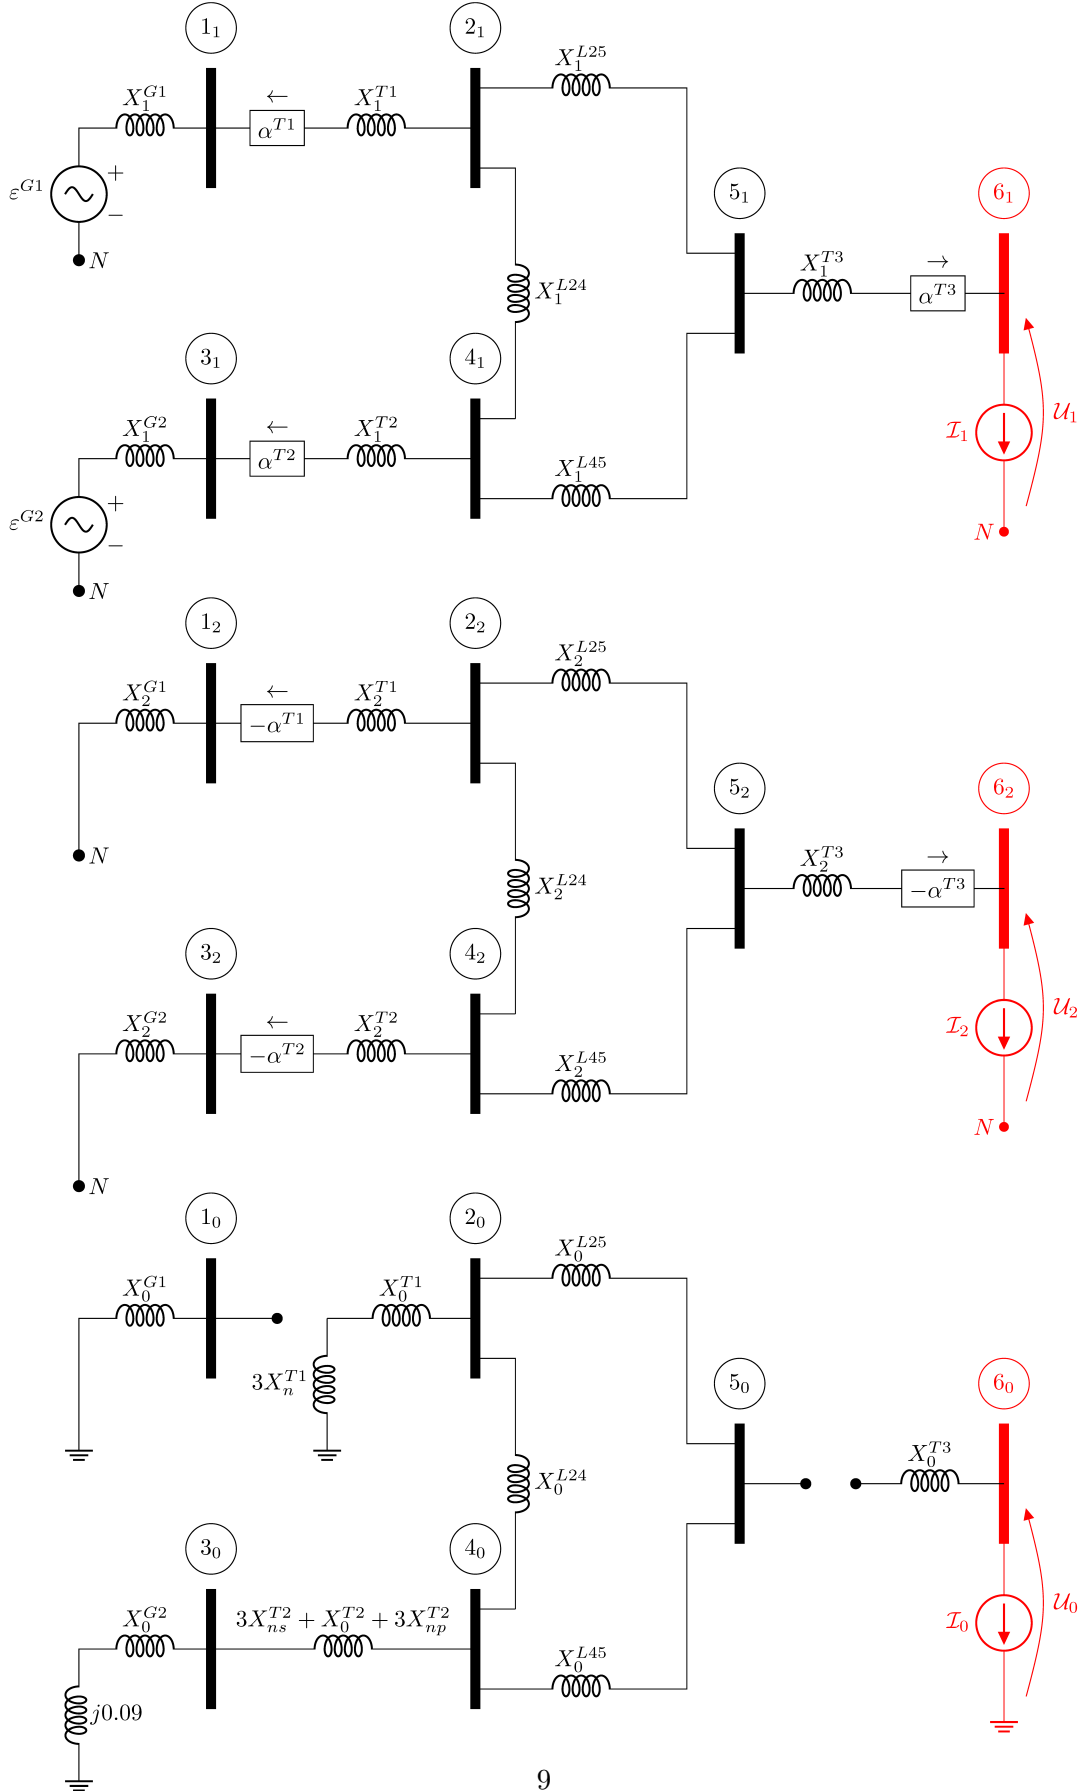 1₁ 2₁
X₁^{L25}
X₁^{G1} ← X₁^{T1}
α^{T1}
+
ε^{G1}
−
5₁ 6₁
N
X₁^{T3} →
X₁^{L24} α^{T3}
3₁ 4₁
U₁
X₁^{G2} ← X₁^{T2} I₁
α^{T2}
X₁^{L45}
+
ε^{G2}
−
N
N
1₂ 2₂
X₂^{L25}
X₂^{G1} ← X₂^{T1}
−α^{T1}
5₂ 6₂
N
X₂^{T3} →
X₂^{L24} −α^{T3}
3₂ 4₂
U₂
X₂^{G2} ← X₂^{T2} I₂
−α^{T2}
X₂^{L45}
N
N
1₀ 2₀
X₀^{L25}
X₀^{G1} X₀^{T1}
3X_n^{T1} 5₀ 6₀
X₀^{T3}
X₀^{L24}
3₀ 4₀
U₀
X₀^{G2} 3X_{ns}^{T2} + X₀^{T2} + 3X_{np}^{T2} I₀
X₀^{L45}
j0.09
9